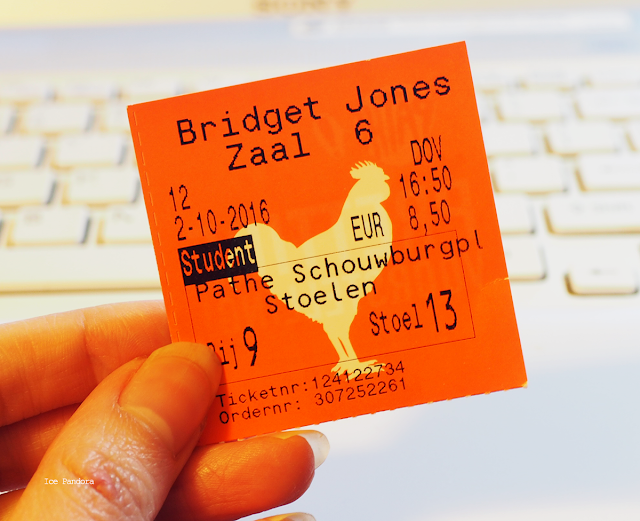 Bridget Jones
Zaal 6
DOV
12 16:50
2-10-2016 EUR 8,50
Student
Pathe Schouwburgpl
Stoelen
Rij 9 Stoel 13
Ticketnr: 124122734
Ordernr: 307252261
Ice Pandora